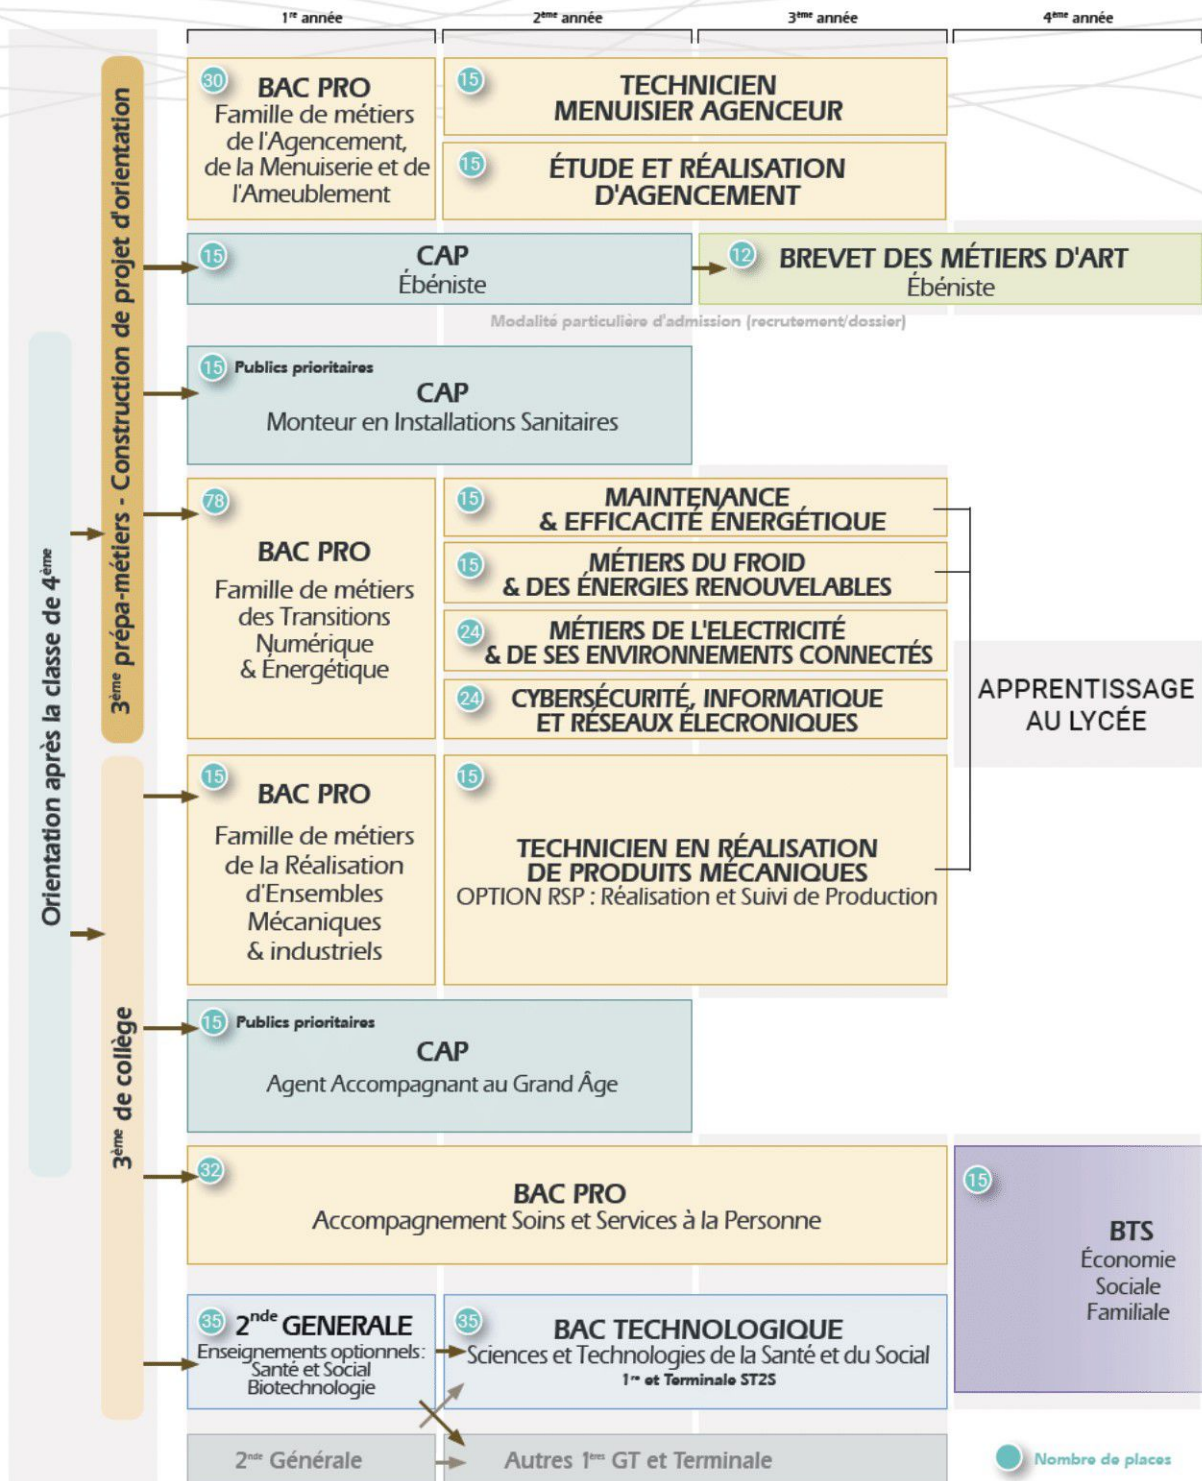 1re année
2ème année
3ème année
4ème année
Orientation après la classe de 4ème
3ème prépa-métiers - Construction de projet d'orientation
3ème de collège
30
BAC PRO
Famille de métiers
de l'Agencement,
de la Menuiserie et de
l'Ameublement
15
TECHNICIEN
MENUISIER AGENCEUR
15
ÉTUDE ET RÉALISATION
D'AGENCEMENT
15
CAP
Ébéniste
12
BREVET DES MÉTIERS D'ART
Ébéniste
Modalité particulière d'admission (recrutement/dossier)
15
Publics prioritaires
CAP
Monteur en Installations Sanitaires
78
BAC PRO
Famille de métiers
des Transitions
Numérique
& Énergétique
15
MAINTENANCE
& EFFICACITÉ ÉNERGÉTIQUE
15
MÉTIERS DU FROID
& DES ÉNERGIES RENOUVELABLES
24
MÉTIERS DE L'ELECTRICITÉ
& DE SES ENVIRONNEMENTS CONNECTÉS
24
CYBERSÉCURITÉ, INFORMATIQUE
ET RÉSEAUX ÉLECRONIQUES
APPRENTISSAGE
AU LYCÉE
15
BAC PRO
Famille de métiers
de la Réalisation
d'Ensembles
Mécaniques
& industriels
15
TECHNICIEN EN RÉALISATION
DE PRODUITS MÉCANIQUES
OPTION RSP : Réalisation et Suivi de Production
15
Publics prioritaires
CAP
Agent Accompagnant au Grand Âge
32
BAC PRO
Accompagnement Soins et Services à la Personne
15
BTS
Économie
Sociale
Familiale
35
2nde GENERALE
Enseignements optionnels:
Santé et Social
Biotechnologie
35
BAC TECHNOLOGIQUE
Sciences et Technologies de la Santé et du Social
1re et Terminale ST2S
2nde Générale
Autres 1ères GT et Terminale
Nombre de places